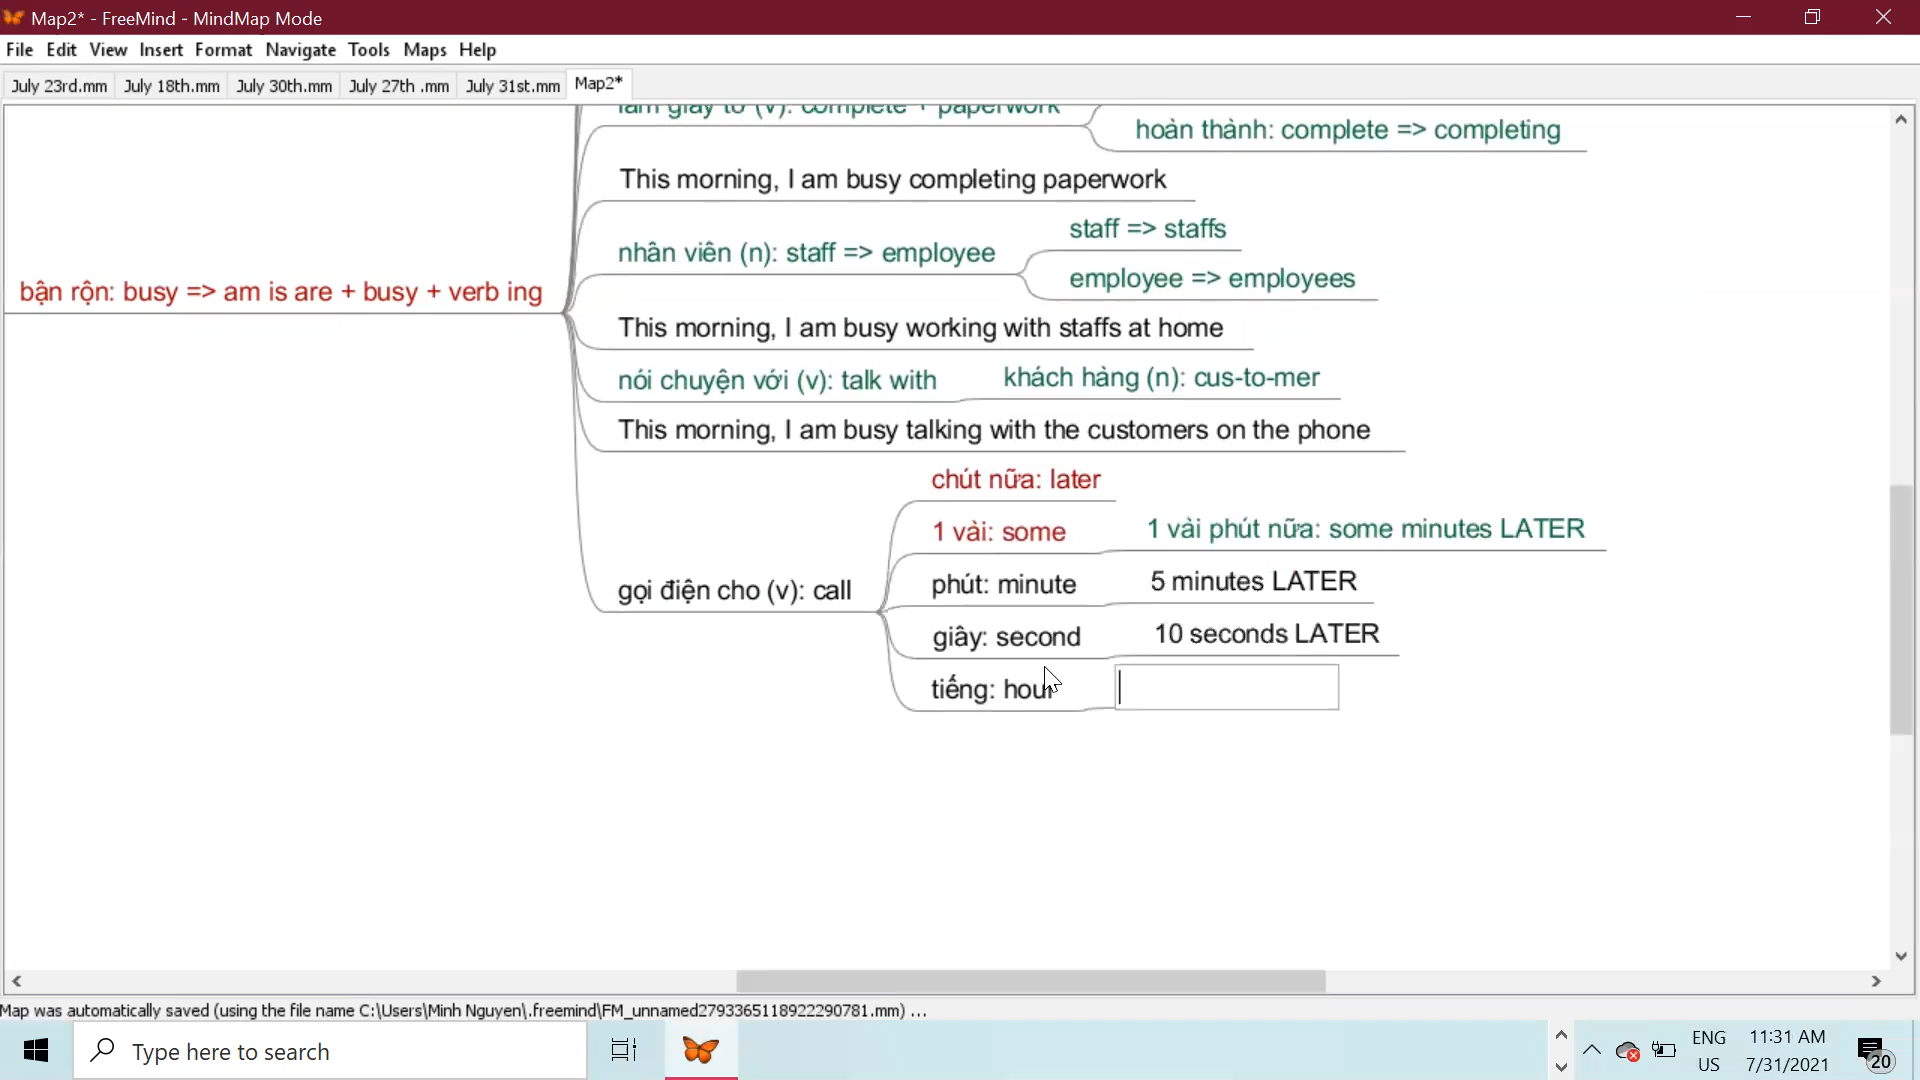 Map2* - FreeMind - MindMap Mode
File Edit View Insert Format Navigate Tools Maps Help
July 23rd.mm July 18th.mm July 30th.mm July 27th .mm July 31st.mm Map2*
làm giấy tờ (v): complete + paperwork
hoàn thành: complete => completing
This morning, I am busy completing paperwork
staff => staffs
nhân viên (n): staff => employee
employee => employees
bận rộn: busy => am is are + busy + verb ing
This morning, I am busy working with staffs at home
nói chuyện với (v): talk with
khách hàng (n): cus-to-mer
This morning, I am busy talking with the customers on the phone
chút nữa: later
1 vài: some
1 vài phút nữa: some minutes LATER
gọi điện cho (v): call
phút: minute
5 minutes LATER
giây: second
10 seconds LATER
tiếng: hour
Map was automatically saved (using the file name C:\Users\Minh Nguyen\.freemind\FM_unnamed2793365118922290781.mm) ...
Type here to search
ENG
US
11:31 AM
7/31/2021
20